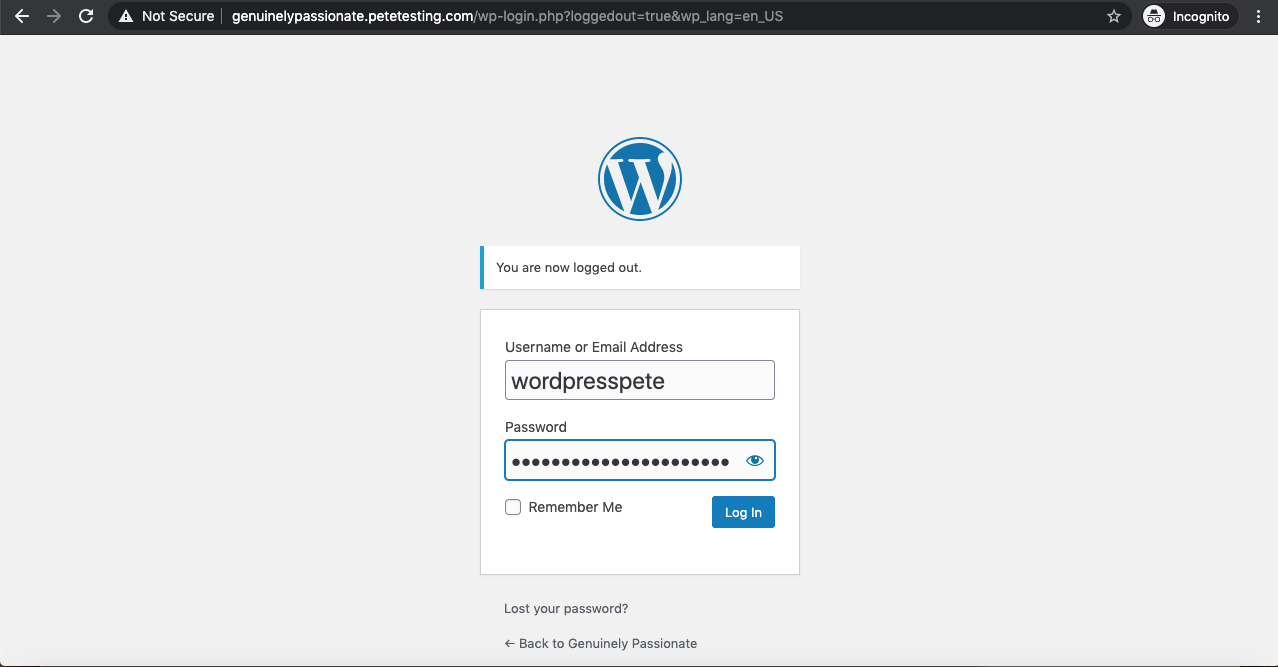 Not Secure genuinelypassionate.petetesting.com/wp-login.php?loggedout=true&wp_lang=en_US Incognito
You are now logged out.
Username or Email Address
wordpresspete
Password
●●●●●●●●●●●●●●●●●●●●●●
Remember Me Log In
Lost your password?
← Back to Genuinely Passionate